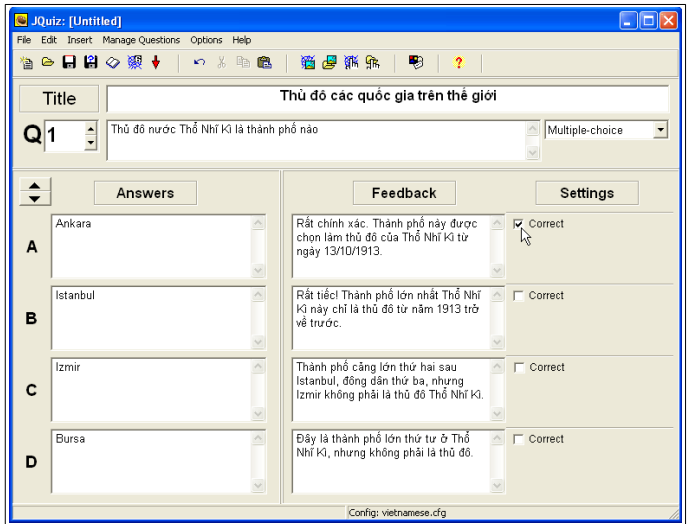 JQuiz: [Untitled]
File Edit Insert Manage Questions Options Help
Title
Thủ đô các quốc gia trên thế giới
Q 1
Thủ đô nước Thổ Nhĩ Kì là thành phố nào
Multiple-choice
Answers
Feedback
Settings
A
Ankara
Rất chính xác. Thành phố này được
chọn làm thủ đô của Thổ Nhĩ Kì từ
ngày 13/10/1913.
Correct
B
Istanbul
Rất tiếc! Thành phố lớn nhất Thổ Nhĩ
Kì này chỉ là thủ đô từ năm 1913 trở
về trước.
Correct
C
Izmir
Thành phố cảng lớn thứ hai sau
Istanbul, đông dân thứ ba, nhưng
Izmir không phải là thủ đô Thổ Nhĩ Kì.
Correct
D
Bursa
Đây là thành phố lớn thứ tư ở Thổ
Nhĩ Kì, nhưng không phải là thủ đô.
Correct
Config: vietnamese.cfg